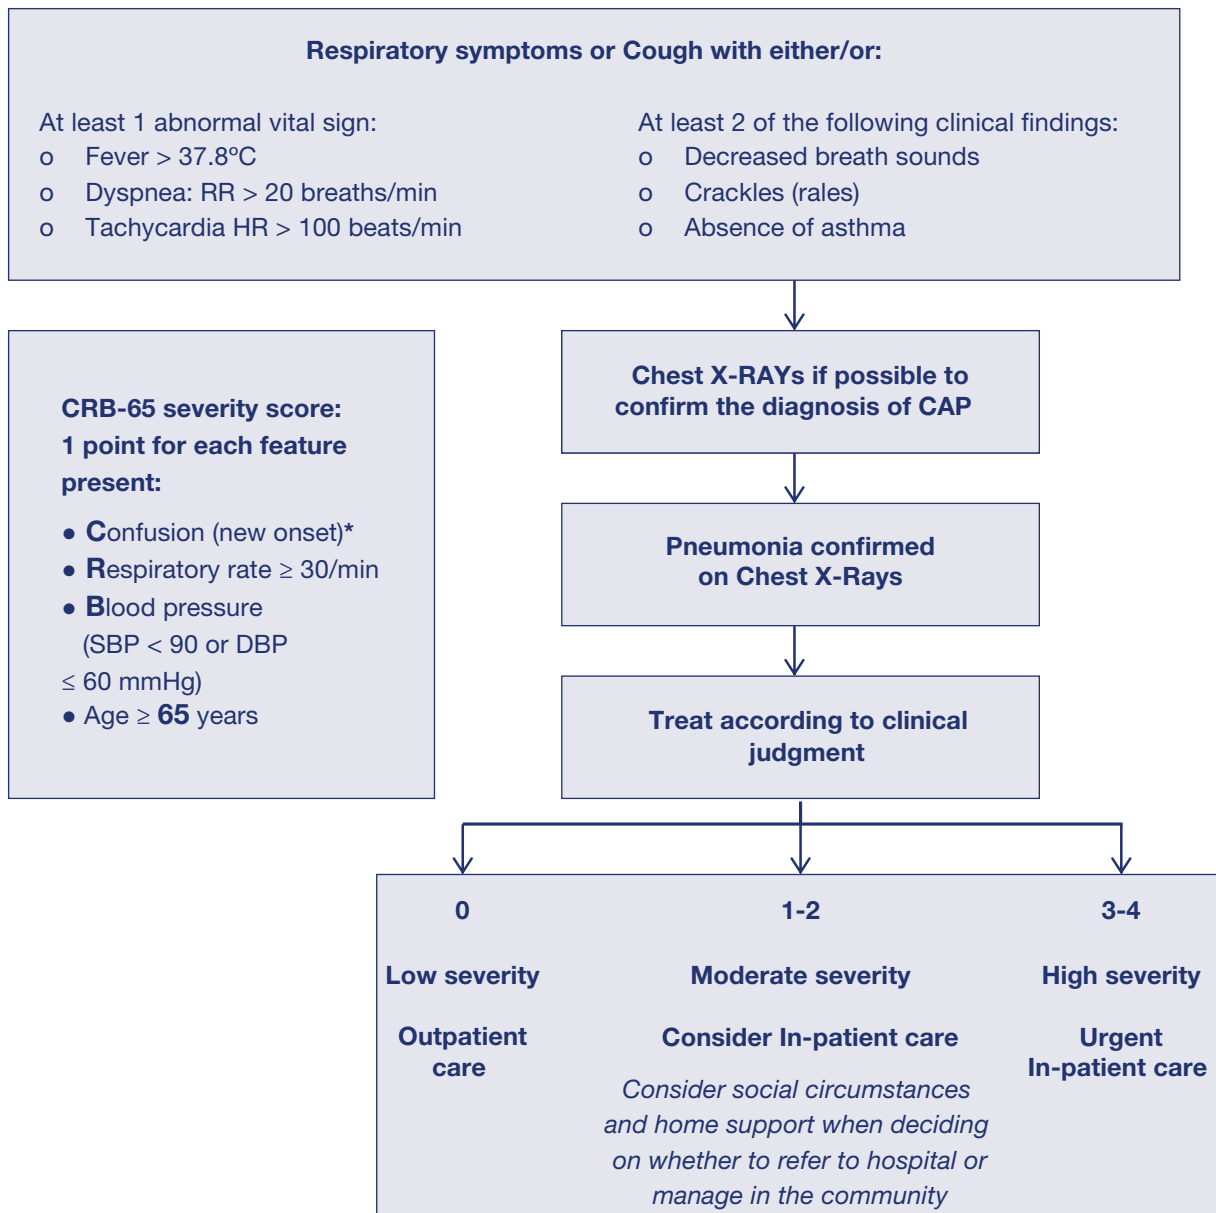 Respiratory symptoms or Cough with either/or:
At least 1 abnormal vital sign:
o Fever > 37.8ºC
o Dyspnea: RR > 20 breaths/min
o Tachycardia HR > 100 beats/min
At least 2 of the following clinical findings:
o Decreased breath sounds
o Crackles (rales)
o Absence of asthma
CRB-65 severity score:
1 point for each feature
present:
● Confusion (new onset)*
● Respiratory rate ≥ 30/min
● Blood pressure
(SBP < 90 or DBP
≤ 60 mmHg)
● Age ≥ 65 years
Chest X-RAYs if possible to
confirm the diagnosis of CAP
Pneumonia confirmed
on Chest X-Rays
Treat according to clinical
judgment
0
Low severity
Outpatient
care
1-2
Moderate severity
Consider In-patient care
Consider social circumstances
and home support when deciding
on whether to refer to hospital or
manage in the community
3-4
High severity
Urgent
In-patient care